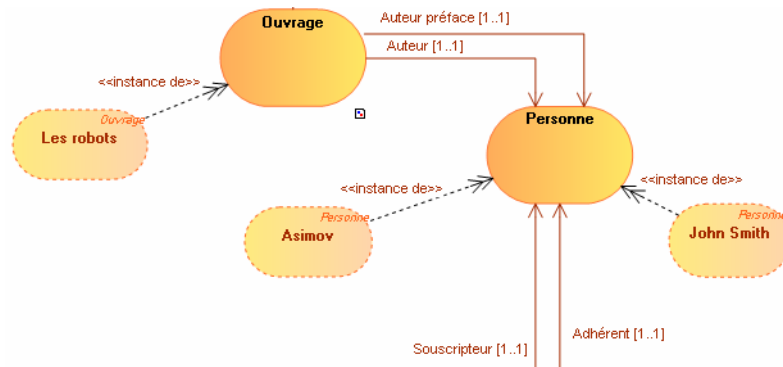 Ouvrage
Auteur préface [1..1]
Auteur [1..1]
<<instance de>>
Ouvrage
Les robots
Personne
<<instance de>>
<<instance de>>
Personne
Asimov
Personne
John Smith
Souscripteur [1..1]
Adhérent [1..1]